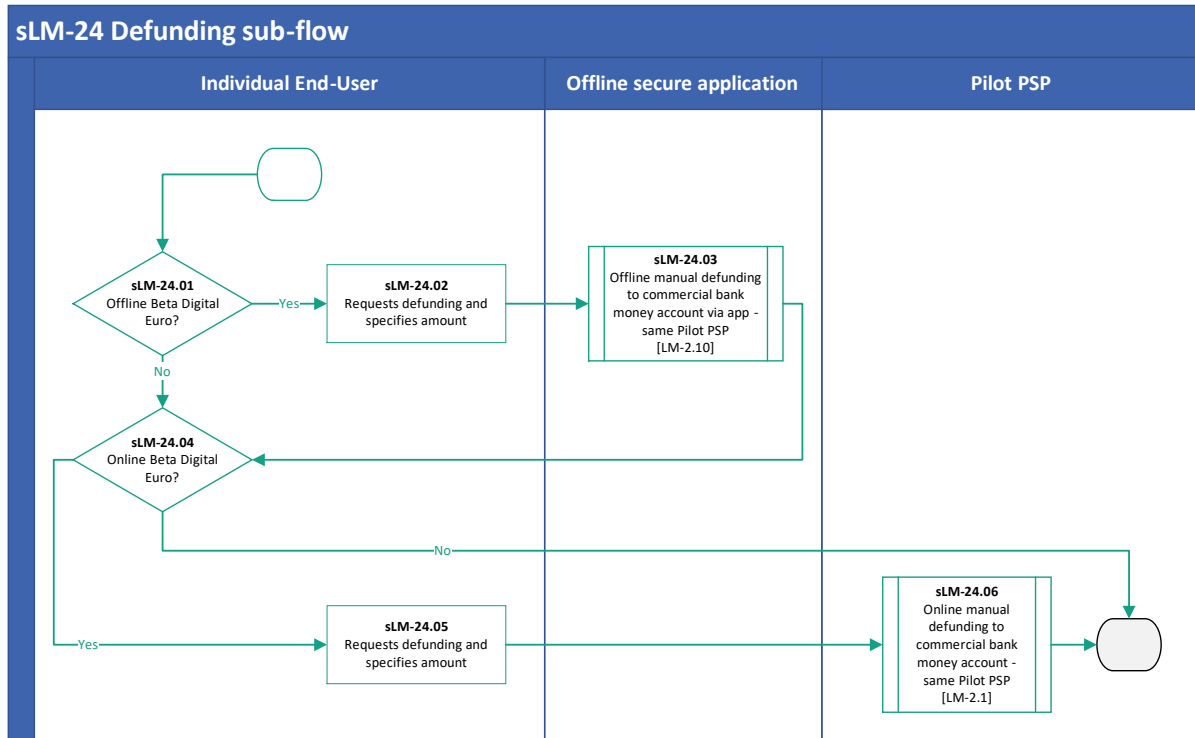 sLM-24 Defunding sub-flow
Individual End-User
Offline secure application
Pilot PSP
sLM-24.01
Offline Beta Digital
Euro?
Yes
sLM-24.02
Requests defunding and
specifies amount
sLM-24.03
Offline manual defunding
to commercial bank
money account via app -
same Pilot PSP
[LM-2.10]
No
sLM-24.04
Online Beta Digital
Euro?
No
Yes
sLM-24.05
Requests defunding and
specifies amount
sLM-24.06
Online manual
defunding to
commercial bank
money account -
same Pilot PSP
[LM-2.1]